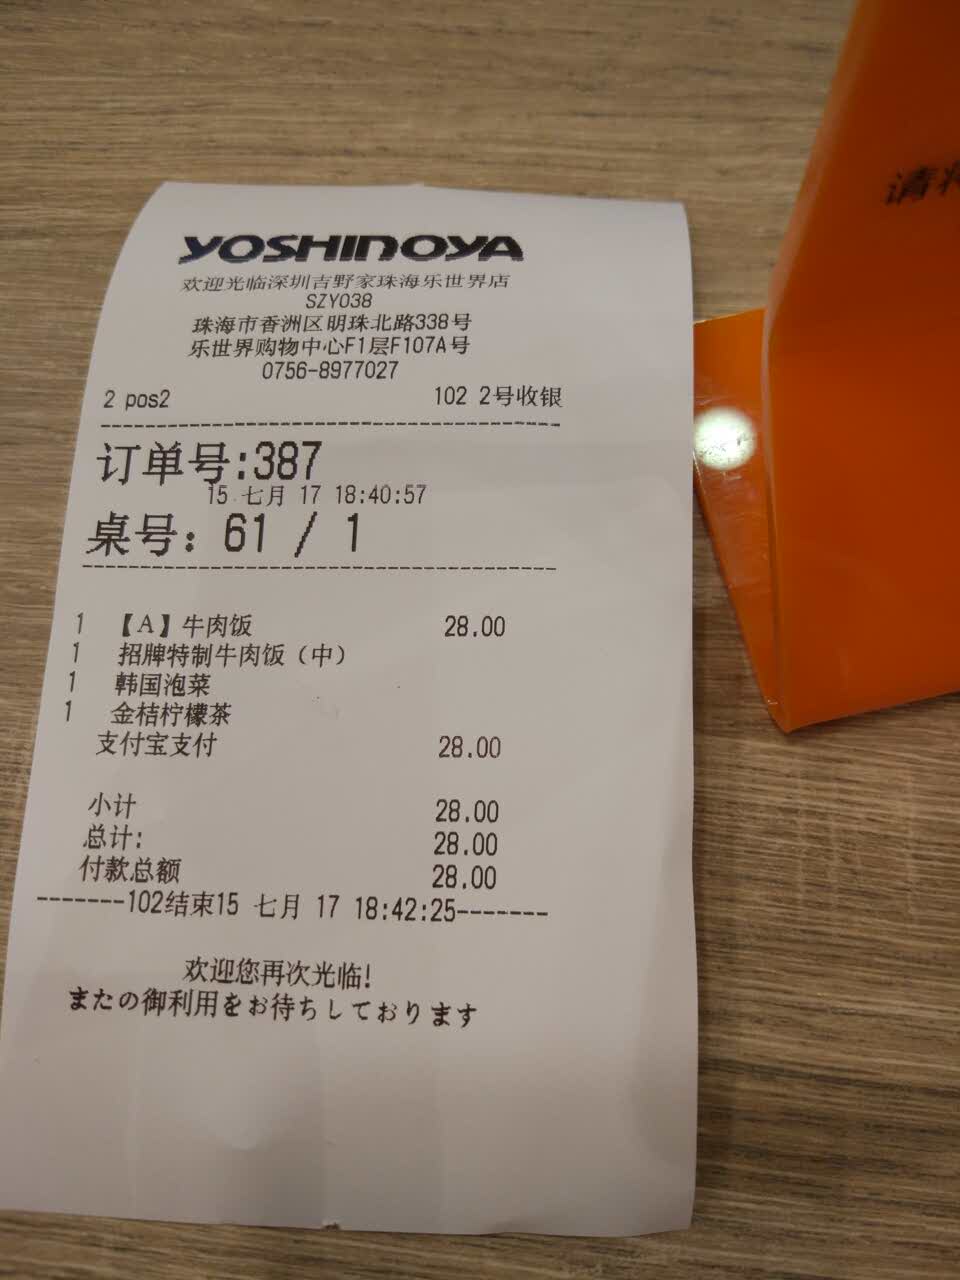 YOSHINOYA
欢迎光临深圳吉野家珠海乐世界店
SZY038
珠海市香洲区明珠北路338号
乐世界购物中心F1层F107A号
0756-8977027
2 pos2 102 2号收银
订单号:387
15 七月 17 18:40:57
桌号：61 / 1
1 【A】牛肉饭 28.00
1 招牌特制牛肉饭（中）
1 韩国泡菜
1 金桔柠檬茶
支付宝支付 28.00
小计 28.00
总计: 28.00
付款总额 28.00
-------102结束15 七月 17 18:42:25-------
欢迎您再次光临!
またの御利用をお待ちしております
请将